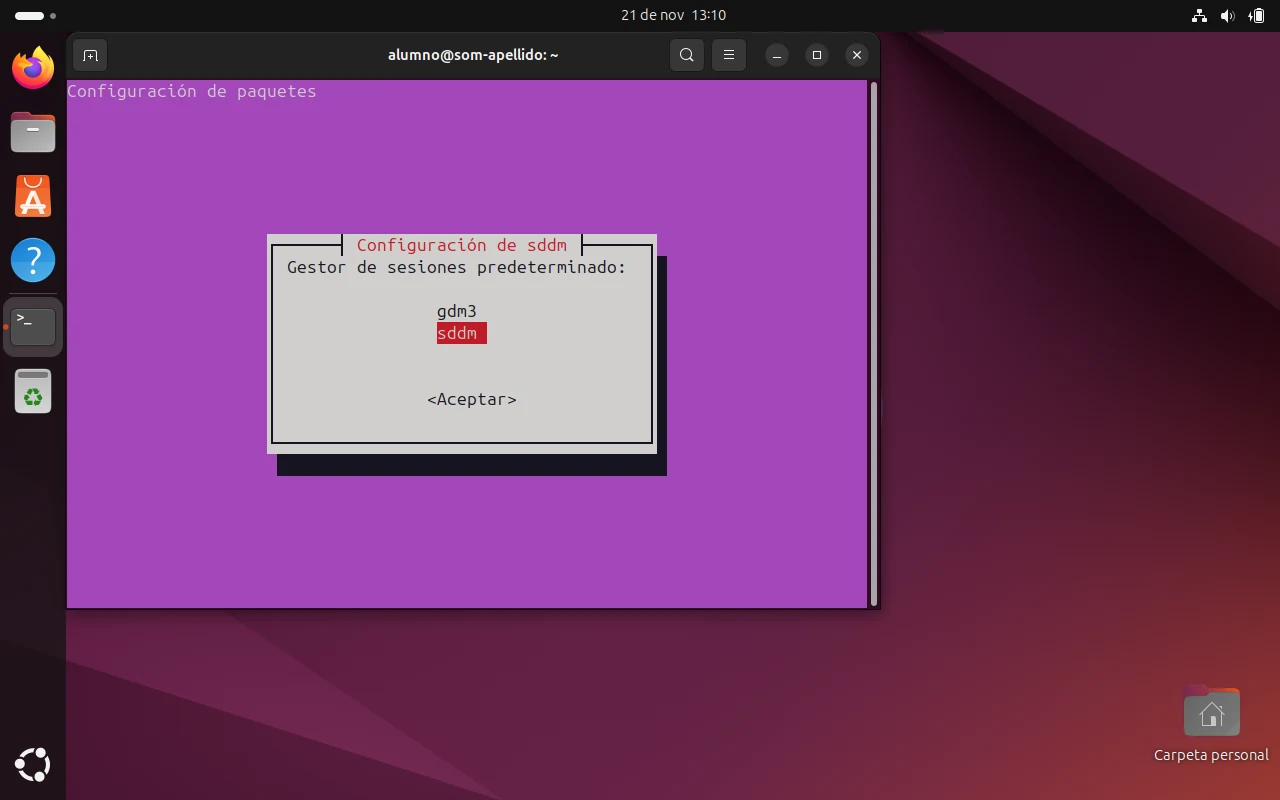 21 de nov 13:10
alumno@som-apellido: ~
Configuración de paquetes
Configuración de sddm
Gestor de sesiones predeterminado:
gdm3
sddm
<Aceptar>
>_
Carpeta personal